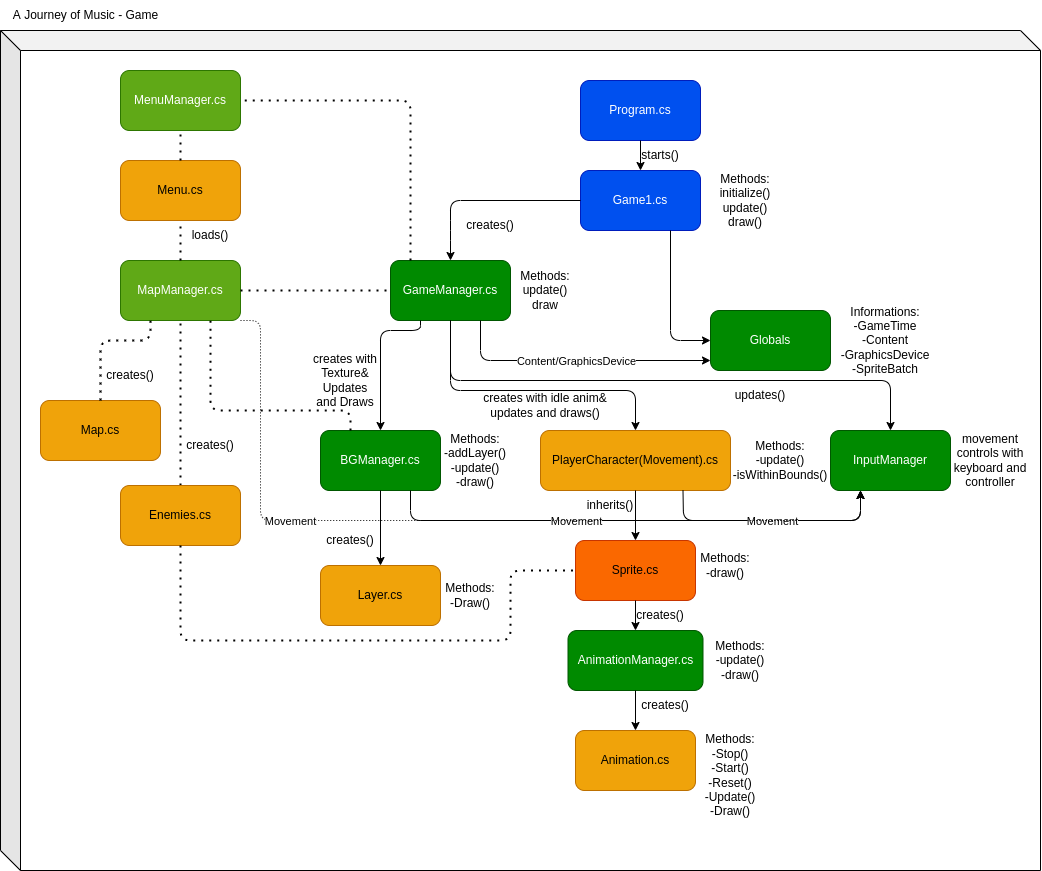 A Journey of Music - Game
MenuManager.cs
Program.cs
starts()
Menu.cs
Game1.cs
Methods:
initialize()
update()
draw()
loads()
creates()
MapManager.cs
GameManager.cs
Methods:
update()
draw
Globals
Informations:
-GameTime
-Content
-GraphicsDevice
-SpriteBatch
creates with
Texture&
Updates
and Draws
Content/GraphicsDevice
creates()
creates with idle anim&
updates and draws()
updates()
Map.cs
creates()
BGManager.cs
Methods:
-addLayer()
-update()
-draw()
PlayerCharacter(Movement).cs
Methods:
-update()
-isWithinBounds()
InputManager
movement
controls with
keyboard and
controller
Enemies.cs
inherits()
Movement
Movement
Movement
creates()
Sprite.cs
Methods:
-draw()
Layer.cs
Methods:
-Draw()
creates()
AnimationManager.cs
Methods:
-update()
-draw()
creates()
Animation.cs
Methods:
-Stop()
-Start()
-Reset()
-Update()
-Draw()